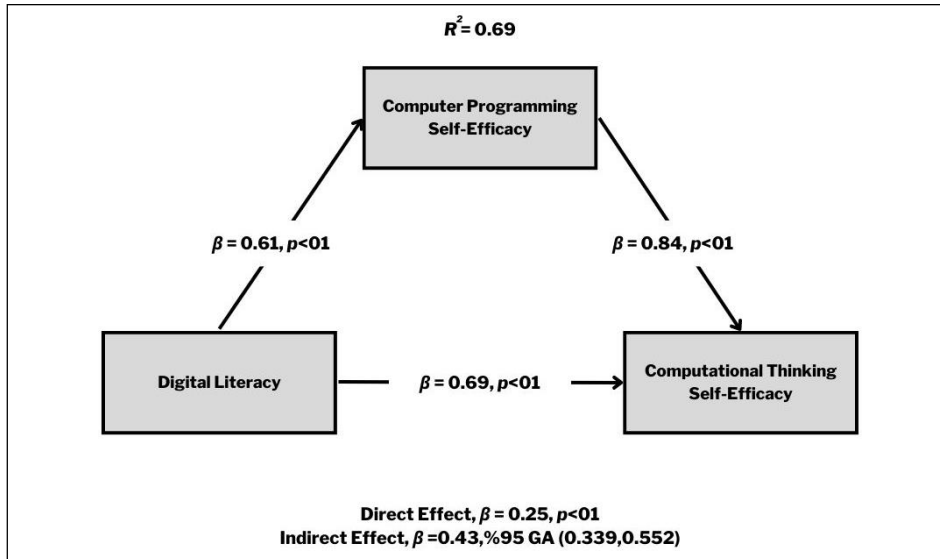 R²= 0.69
Computer Programming
Self-Efficacy
β = 0.61, p<01
β = 0.84, p<01
Digital Literacy
β = 0.69, p<01
Computational Thinking
Self-Efficacy
Direct Effect, β = 0.25, p<01
Indirect Effect, β =0.43,%95 GA (0.339,0.552)